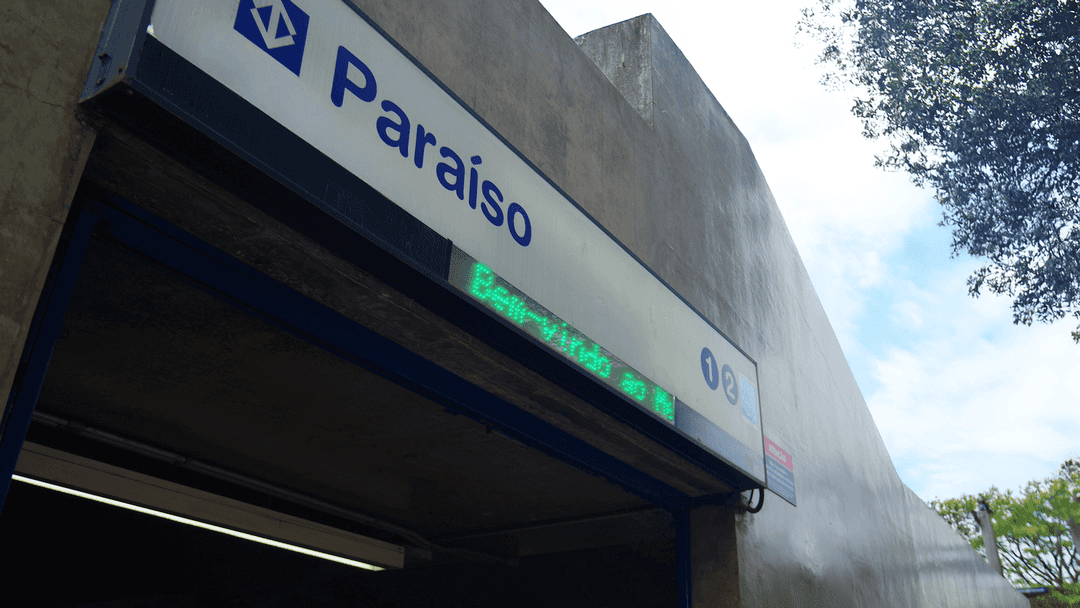 Paraíso
Bem-vindo ao
1 2